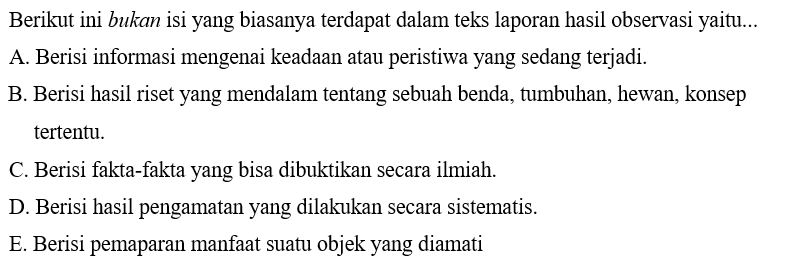 Berikut ini bukan isi yang biasanya terdapat dalam teks laporan hasil observasi yaitu...
A. Berisi informasi mengenai keadaan atau peristiwa yang sedang terjadi.
B. Berisi hasil riset yang mendalam tentang sebuah benda, tumbuhan, hewan, konsep
tertentu.
C. Berisi fakta-fakta yang bisa dibuktikan secara ilmiah.
D. Berisi hasil pengamatan yang dilakukan secara sistematis.
E. Berisi pemaparan manfaat suatu objek yang diamati